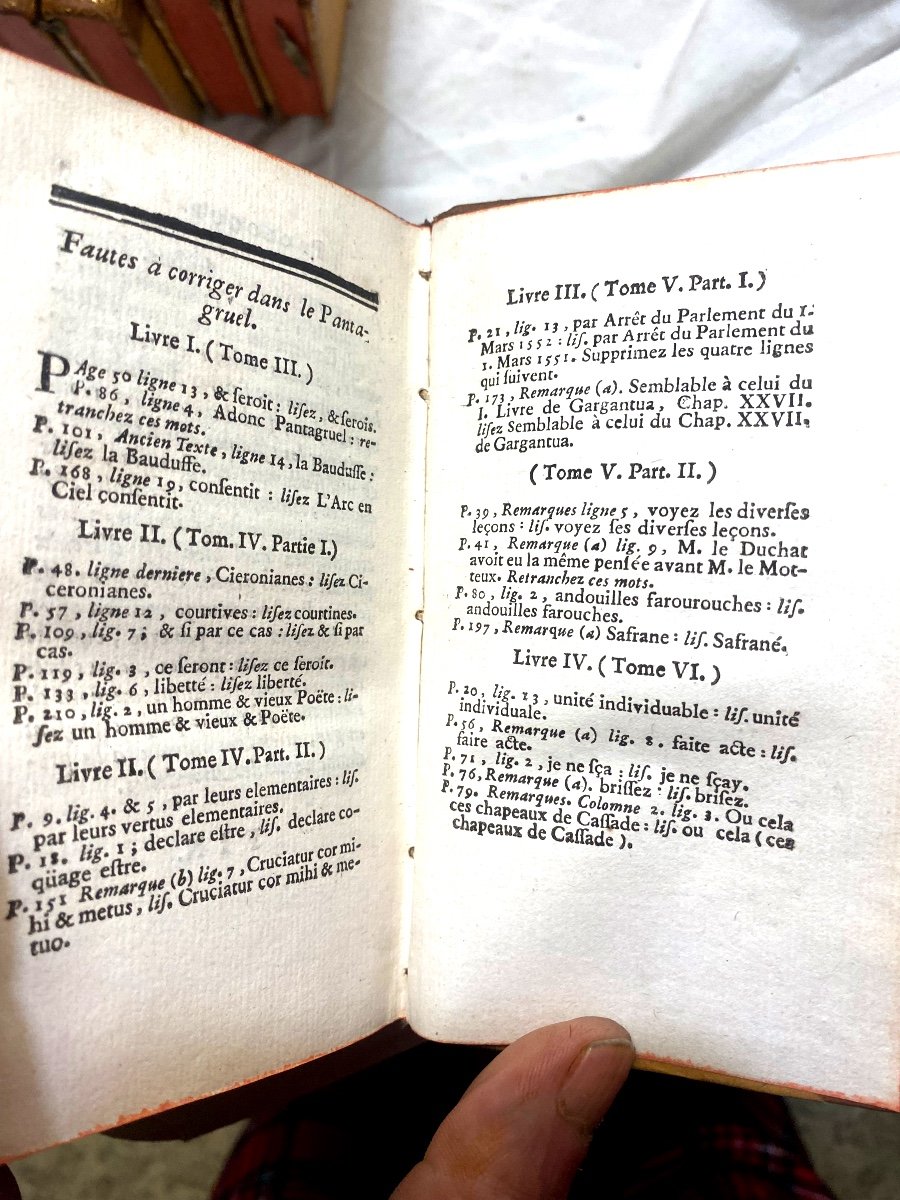 Fautes à corriger dans le Panta-
gruel.
Livre I. (Tome III.)
PAge 50 ligne 13, & ſeroit: liſez, & ſerois.
P. 86, ligne 4, Adonc Pantagruel: re-
tranchez ces mots.
P. 101, Ancien Texte, ligne 14, la Bauduſſe:
liſez la Bauduffe.
P. 168, ligne 19, conſentit : liſez L'Arc en
Ciel conſentit.
Livre II. (Tom. IV. Partie I.)
P. 48. ligne derniere, Cieronianes: liſez Ci-
ceronianes.
P. 57, ligne 12, courtives: liſez courtines.
P. 109, lig. 7; & ſi par ce cas: liſez & ſi par
cas.
P. 119, lig. 3, ce ſeront: liſez ce ſeroit.
P. 133, lig. 6, libetté: liſez liberté.
P. 210, lig. 2, un homme & vieux Poëte: li-
ſez un homme & vieux & Poëte.
Livre II. (Tome IV. Part. II.)
P. 9. lig. 4. & 5, par leurs elementaires: liſ.
par leurs vertus elementaires.
P. 18. lig. 1; declare eſtre, liſ. declare co-
qüage eſtre.
P. 151 Remarque (b) lig. 7, Cruciatur cor mi-
hi & metus, liſ. Cruciatur cor mihi & me-
tuo.
Livre III. (Tome V. Part. I.)
P. 21, lig. 13, par Arrêt du Parlement du 1.
Mars 1552: liſ. par Arrêt du Parlement du
1. Mars 1551. Supprimez les quatre lignes
qui ſuivent.
P. 173, Remarque (a). Semblable à celui du
I. Livre de Gargantua, Chap. XXVII.
liſez Semblable à celui du Chap. XXVII.
de Gargantua.
(Tome V. Part. II.)
P. 39, Remarques ligne 5, voyez les diverſes
leçons: liſ. voyez ſes diverſes leçons.
P. 41, Remarque (a) lig. 9, M. le Duchat
avoit eu la même penſée avant M. le Mot-
teux. Retranchez ces mots.
P. 80, lig. 2, andouilles farourouches: liſ.
andouilles farouches.
P. 197, Remarque (a) Safrane: liſ. Safrané.
Livre IV. (Tome VI.)
P. 20, lig. 13, unité individuable: liſ. unité
individuale.
P. 56, Remarque (a) lig. 8. faite acte: liſ.
faire acte.
P. 71, lig. 2, je ne ſça: liſ. je ne ſçay.
P. 76, Remarque (a). briſſez: liſ. briſez.
P. 79. Remarques. Colomne 2. lig. 3. Ou cela
ces chapeaux de Caſſade: liſ. ou cela (ces
chapeaux de Caſſade).